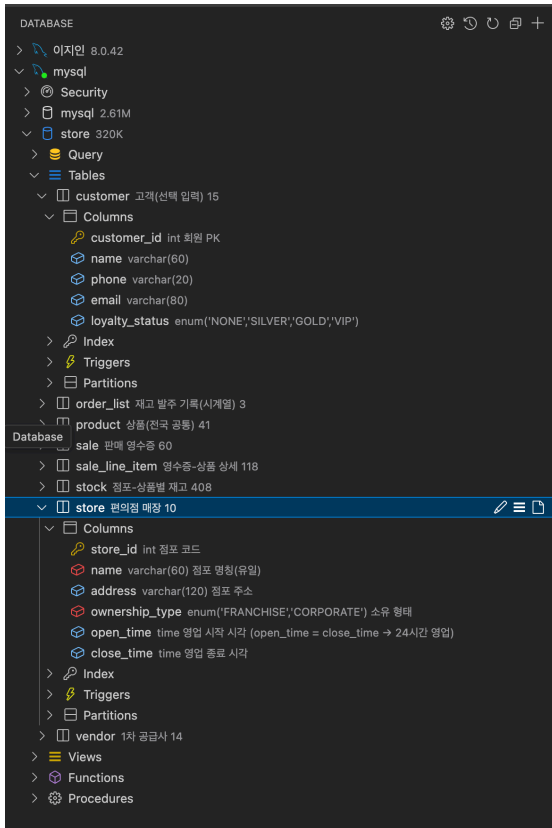 DATABASE
이지인 8.0.42
mysql
Security
mysql 2.61M
store 320K
Query
Tables
customer 고객(선택 입력) 15
Columns
customer_id int 회원 PK
name varchar(60)
phone varchar(20)
email varchar(80)
loyalty_status enum('NONE','SILVER','GOLD','VIP')
Index
Triggers
Partitions
order_list 재고 발주 기록(시계열) 3
product 상품(전국 공통) 41
Database
sale 판매 영수증 60
sale_line_item 영수증-상품 상세 118
stock 점포-상품별 재고 408
store 편의점 매장 10
Columns
store_id int 점포 코드
name varchar(60) 점포 명칭(유일)
address varchar(120) 점포 주소
ownership_type enum('FRANCHISE','CORPORATE') 소유 형태
open_time time 영업 시작 시각 (open_time = close_time → 24시간 영업)
close_time time 영업 종료 시각
Index
Triggers
Partitions
vendor 1차 공급사 14
Views
Functions
Procedures